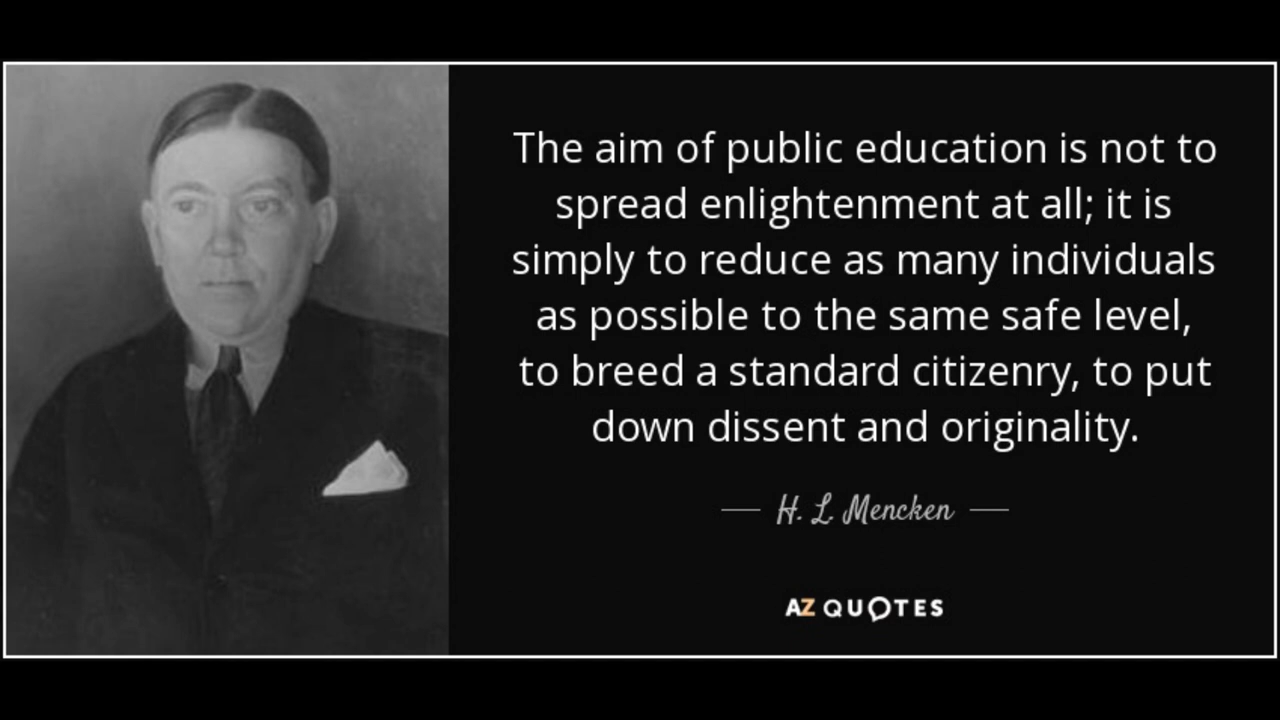 The aim of public education is not to
spread enlightenment at all; it is
simply to reduce as many individuals
as possible to the same safe level,
to breed a standard citizenry, to put
down dissent and originality.
H. L. Mencken
AZ QUOTES